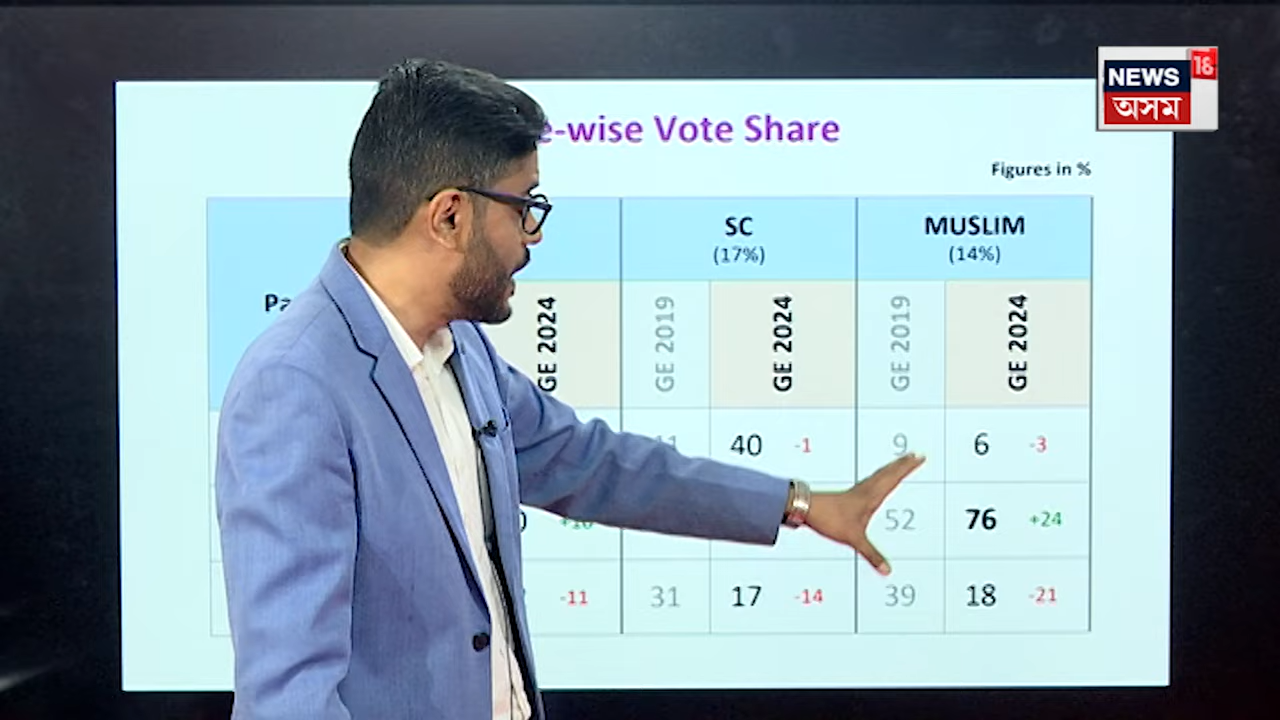 NEWS 18
অসম
e-wise Vote Share
Figures in %
SC MUSLIM
(17%) (14%)
Pa
GE 2024 GE 2019 GE 2024 GE 2019 GE 2024
40 -1 9 6 -3
+10 52 76 +24
-11 31 17 -14 39 18 -21